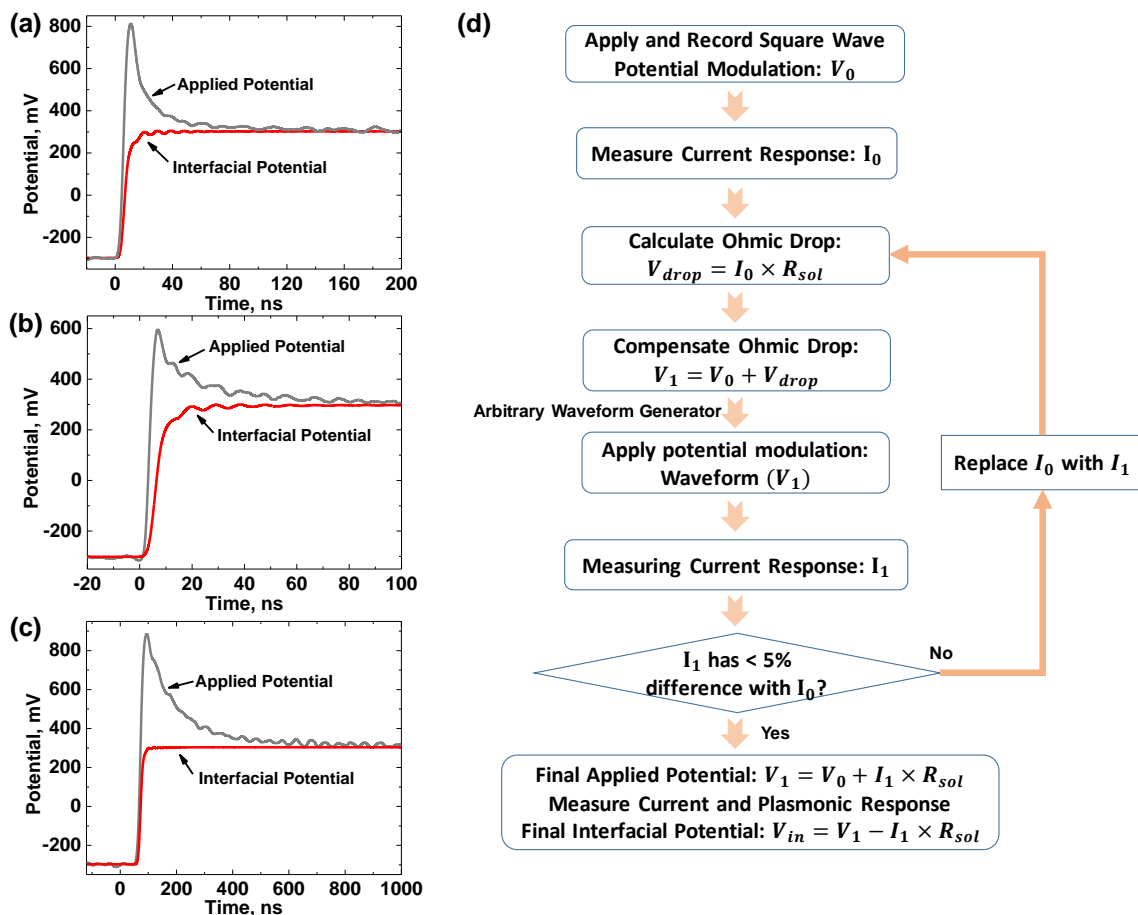 (a)
Potential, mV
800
600
400
200
0
-200
Applied Potential
Interfacial Potential
0 40 80 120 160 200
Time, ns
(b)
Potential, mV
600
400
200
0
-200
Applied Potential
Interfacial Potential
-20 0 20 40 60 80 100
Time, ns
(c)
Potential, mV
800
600
400
200
0
-200
Applied Potential
Interfacial Potential
0 200 400 600 800 1000
Time, ns
(d)
Apply and Record Square Wave
Potential Modulation: V₀
Measure Current Response: I₀
Calculate Ohmic Drop:
V_drop = I₀ × R_sol
Compensate Ohmic Drop:
V₁ = V₀ + V_drop
Arbitrary Waveform Generator
Apply potential modulation:
Waveform (V₁)
Replace I₀ with I₁
Measuring Current Response: I₁
I₁ has < 5%
difference with I₀?
No
Yes
Final Applied Potential: V₁ = V₀ + I₁ × R_sol
Measure Current and Plasmonic Response
Final Interfacial Potential: V_in = V₁ − I₁ × R_sol